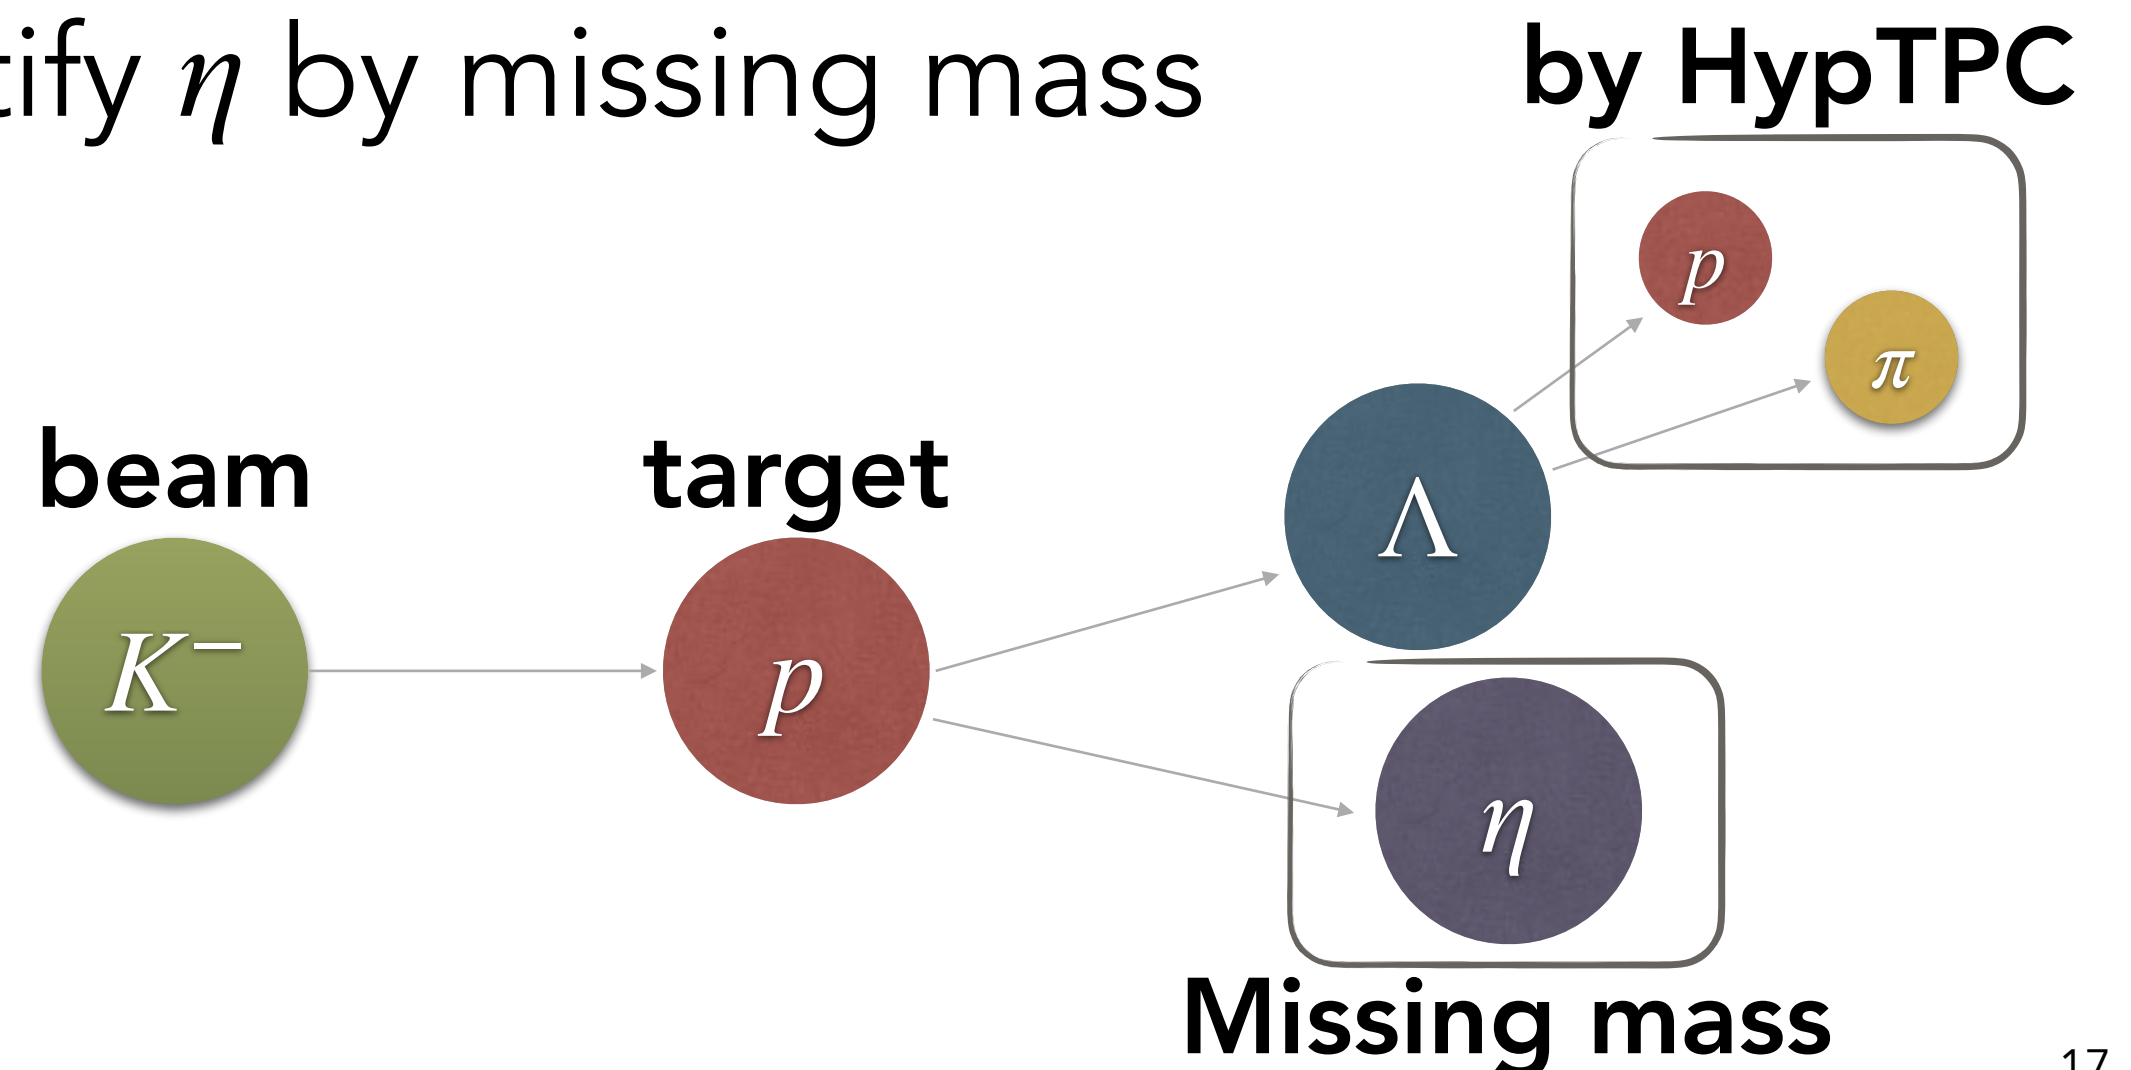 tify η by missing mass
by HypTPC
p
π
beam
target
Λ
K⁻
p
η
Missing mass
17